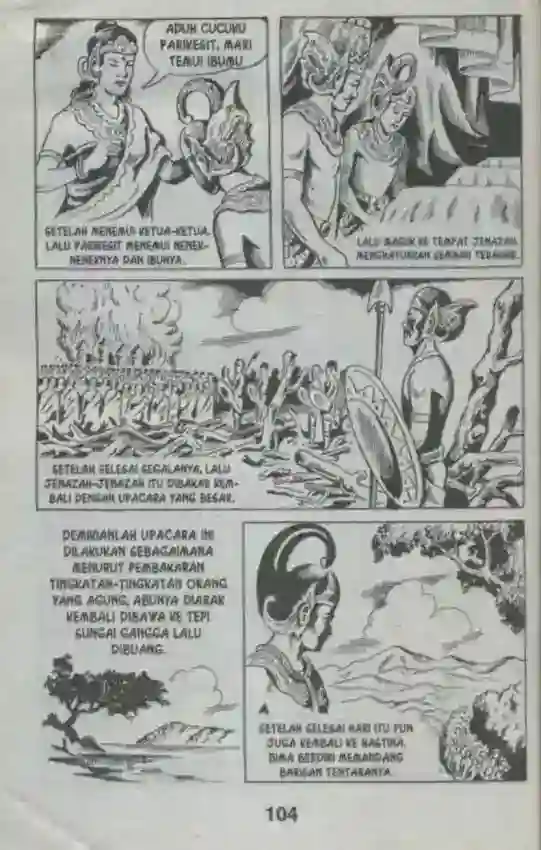 ADUH CUCUKU
PARIKESIT, MARI
TEMUI IBUMU
SETELAH MENEMUI KETUA-KETUA,
LALU PARIKESIT MENEMUI NENEK-
NENEKNYA DAN IBUNYA.
LALU MASUK KE TEMPAT JENAZAH
MENGHATURKAN SEMBAH
SETELAH SELESAI SEGALANYA, LALU
JENAZAH-JENAZAH ITU DIBAKAR KEM-
BALI DENGAN UPACARA YANG BESAR.
DEMIKIANLAH UPACARA INI
DILAKUKAN SEBAGAIMANA
MENURUT PEMBAKARAN
TINGKATAN-TINGKATAN ORANG
YANG AGUNG, ABUNYA DIARAK
KEMBALI DIBAWA KE TEPI
SUNGAI GANGGA LALU
DIBUANG.
SETELAH SELESAI HARI ITU PUN
JUGA KEMBALI KE HASTINA.
BIMA BERDIRI MEMANDANG
BARISAN TENTARANYA.
104